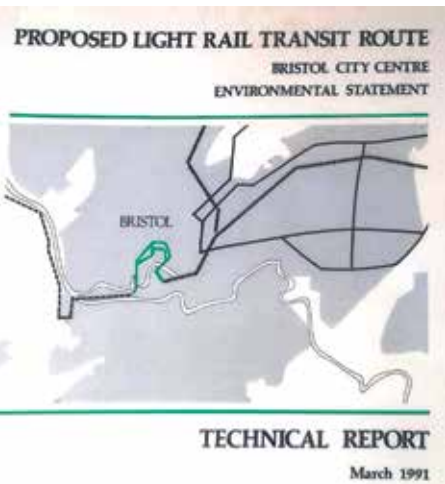 PROPOSED LIGHT RAIL TRANSIT ROUTE
BRISTOL CITY CENTRE
ENVIRONMENTAL STATEMENT
BRISTOL
TECHNICAL REPORT
March 1991